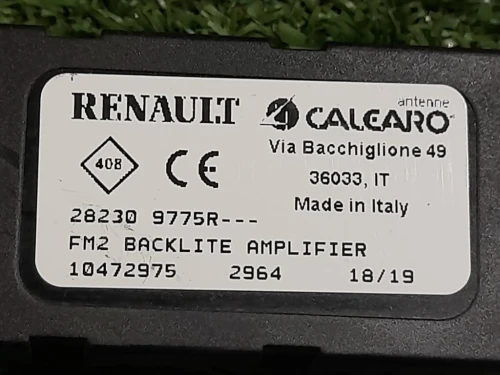 RENAULT
antenne
CALEARO
Via Bacchiglione 49
36033, IT
Made in Italy
408
CE
28230 9775R---
FM2 BACKLITE AMPLIFIER
10472975 2964 18/19